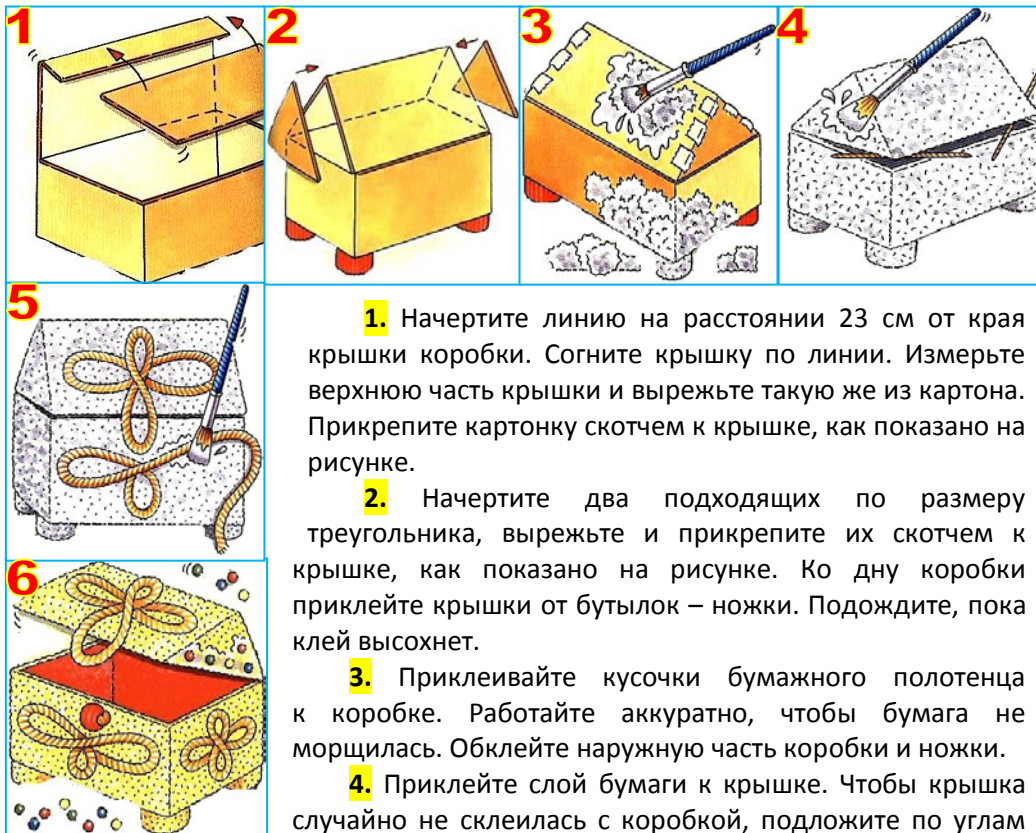 1 2 3 4
5
6
1. Начертите линию на расстоянии 23 см от края
крышки коробки. Согните крышку по линии. Измерьте
верхнюю часть крышки и вырежьте такую же из картона.
Прикрепите картонку скотчем к крышке, как показано на
рисунке.
2. Начертите два подходящих по размеру
треугольника, вырежьте и прикрепите их скотчем к
крышке, как показано на рисунке. Ко дну коробки
приклейте крышки от бутылок – ножки. Подождите, пока
клей высохнет.
3. Приклеивайте кусочки бумажного полотенца
к коробке. Работайте аккуратно, чтобы бумага не
морщилась. Обклейте наружную часть коробки и ножки.
4. Приклейте слой бумаги к крышке. Чтобы крышка
случайно не склеилась с коробкой, подложите по углам